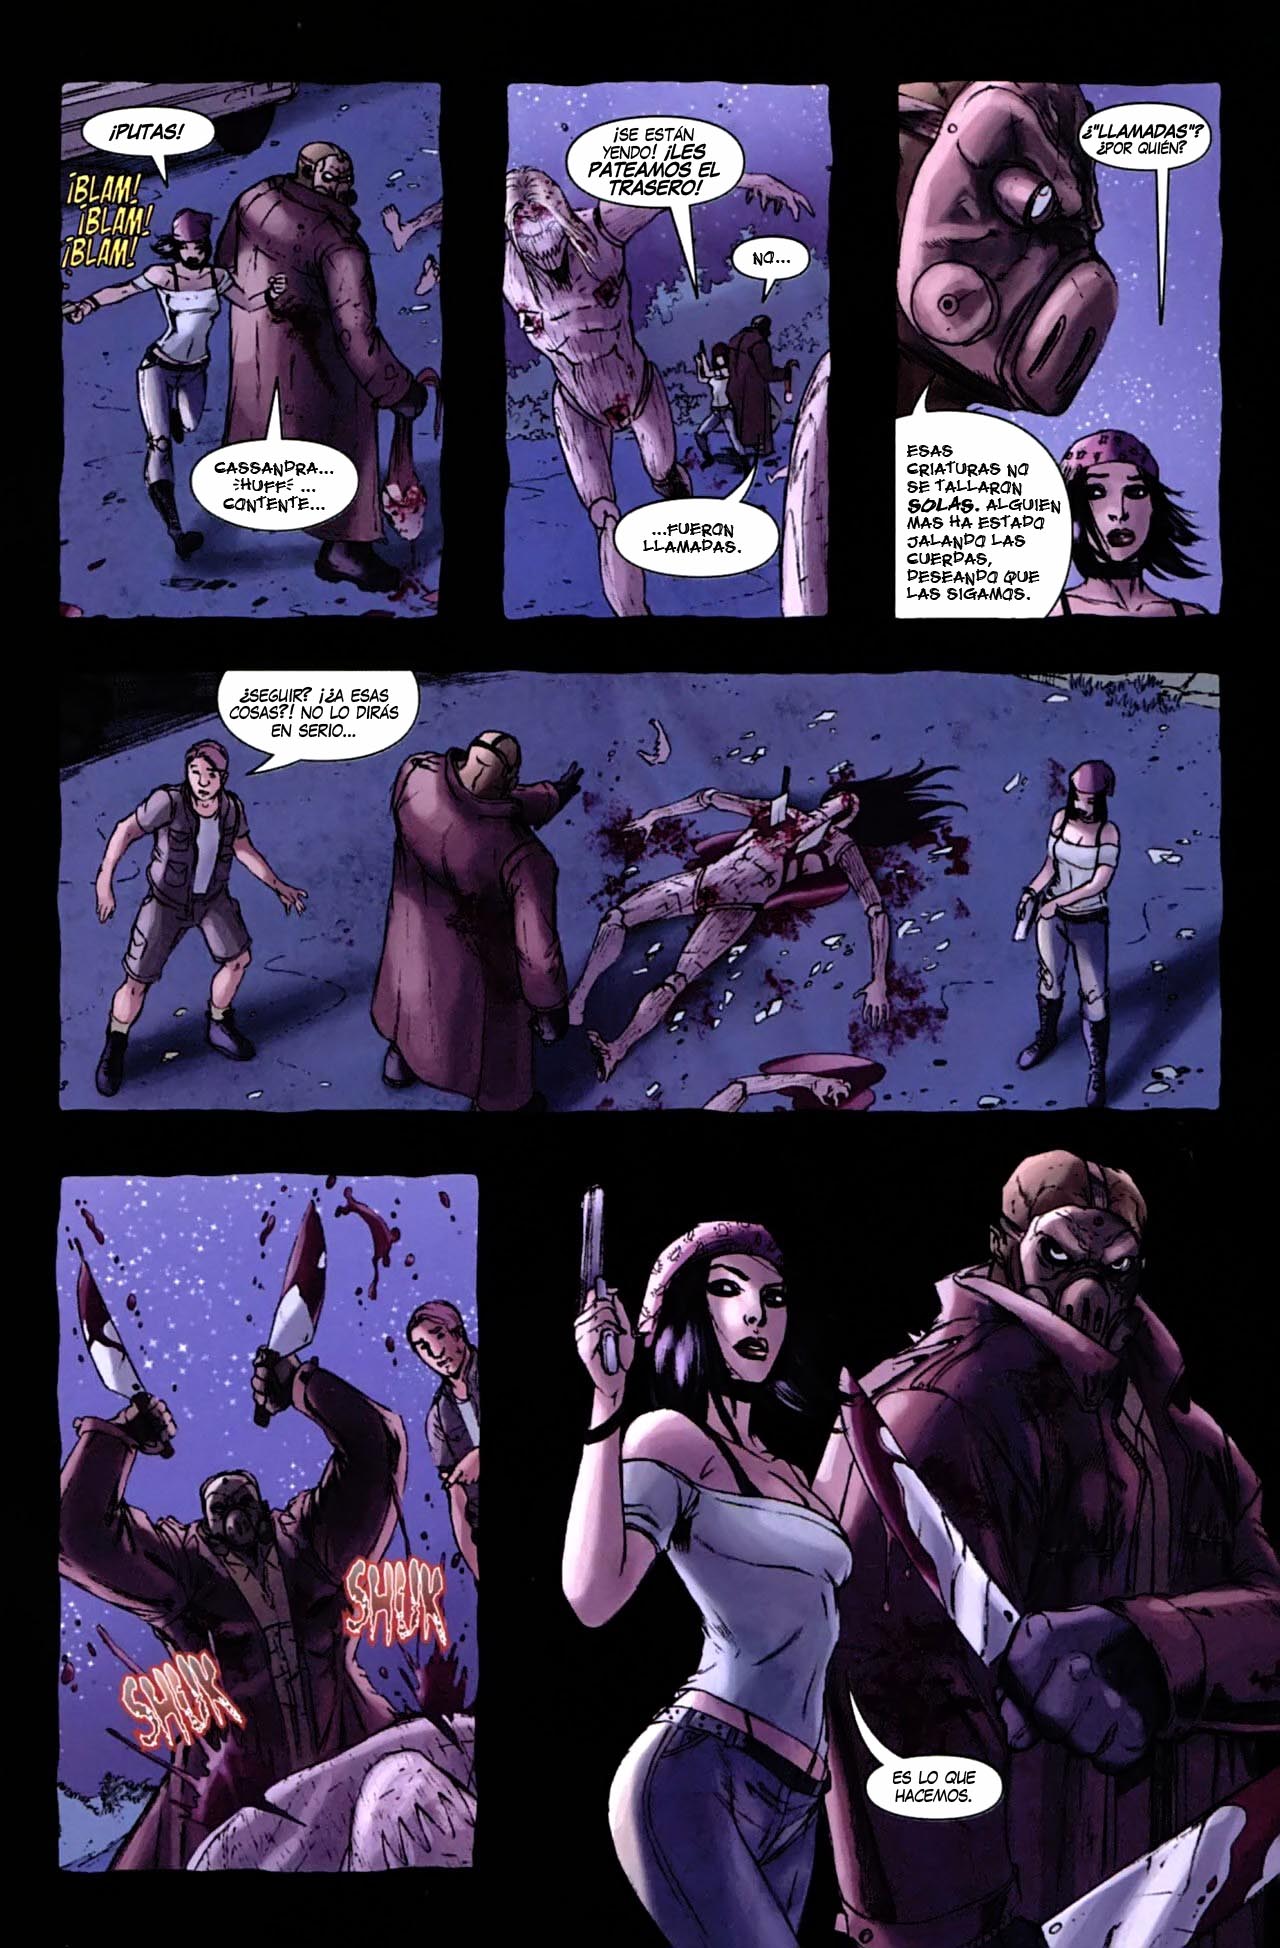 ¡PUTAS!
¡BLAM!
¡BLAM!
¡BLAM!
CASSANDRA...
HUFF ...
CONTENTE...
¡SE ESTÁN
YENDO! ¡LES
PATEAMOS EL
TRASERO!
NO...
...FUERON
LLAMADAS.
¿"LLAMADAS"?
¿POR QUIÉN?
ESAS
CRIATURAS NO
SE TALLARON
SOLAS. ALGUIEN
MAS HA ESTADO
JALANDO LAS
CUERDAS,
DESEANDO QUE
LAS SIGAMOS.
¿SEGUIR? ¡¿A ESAS
COSAS?! NO LO DIRÁS
EN SERIO...
SHUK
SHUK
ES LO QUE
HACEMOS.